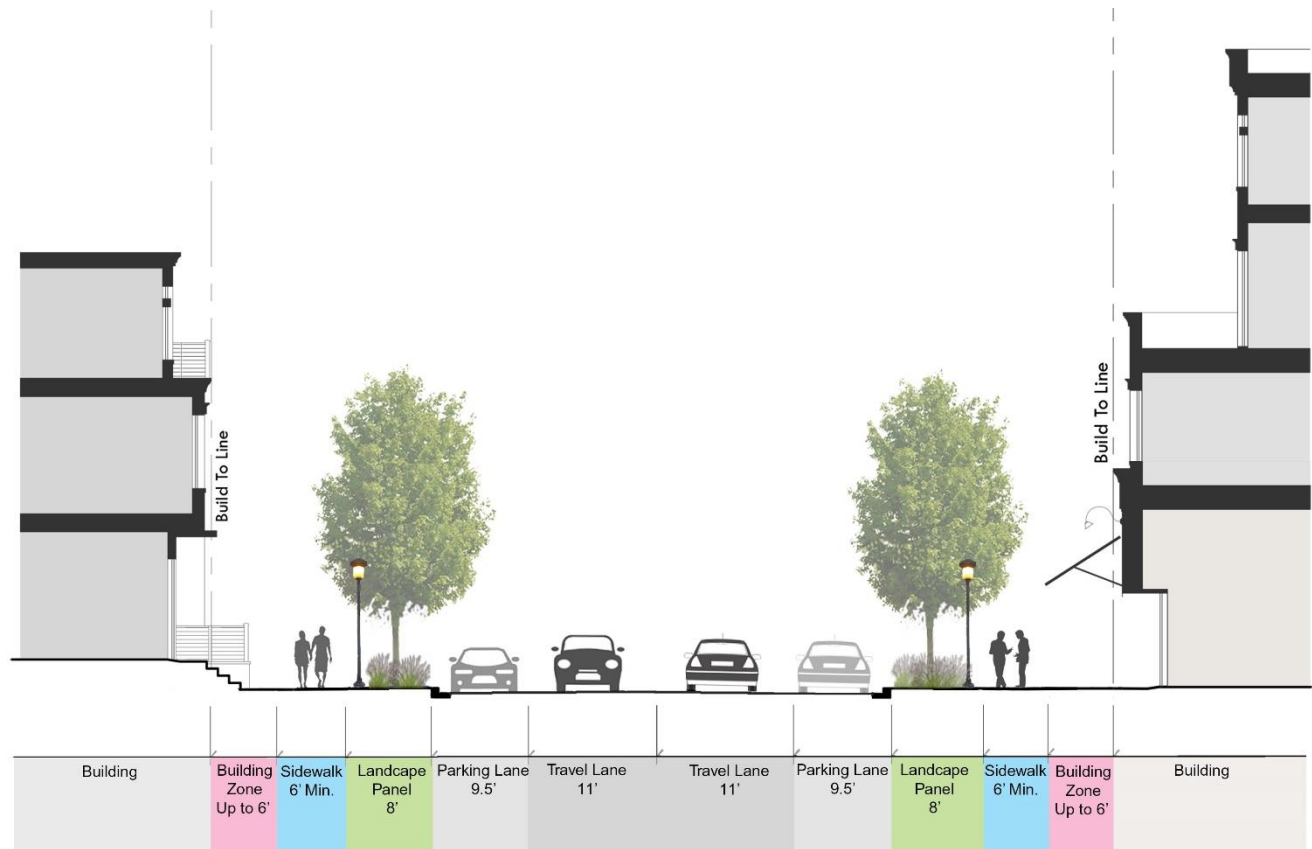 Build To Line
Build To Line
Building
Building
Zone
Up to 6'
Sidewalk
6' Min.
Landcape
Panel
8'
Parking Lane
9.5'
Travel Lane
11'
Travel Lane
11'
Parking Lane
9.5'
Landcape
Panel
8'
Sidewalk
6' Min.
Building
Zone
Up to 6'
Building